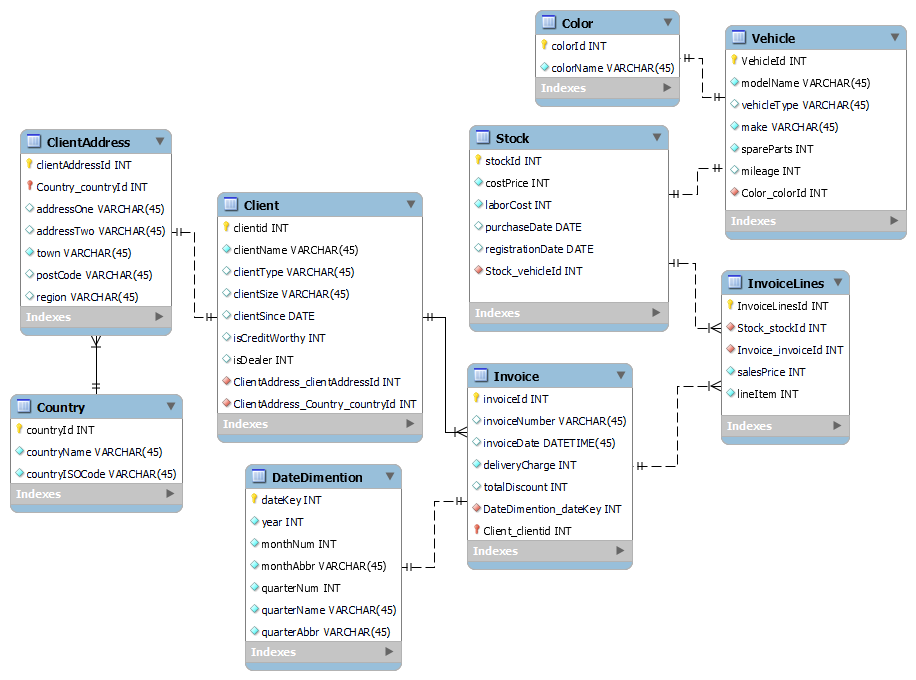 Color
colorId INT
colorName VARCHAR(45)
Indexes
Vehicle
VehicleId INT
modelName VARCHAR(45)
vehicleType VARCHAR(45)
make VARCHAR(45)
spareParts INT
mileage INT
Color_colorId INT
Indexes
ClientAddress
clientAddressId INT
Country_countryId INT
addressOne VARCHAR(45)
addressTwo VARCHAR(45)
town VARCHAR(45)
postCode VARCHAR(45)
region VARCHAR(45)
Indexes
Stock
stockId INT
costPrice INT
laborCost INT
purchaseDate DATE
registrationDate DATE
Stock_vehicleId INT
Indexes
Client
clientid INT
clientName VARCHAR(45)
clientType VARCHAR(45)
clientSize VARCHAR(45)
clientSince DATE
isCreditWorthy INT
isDealer INT
ClientAddress_clientAddressId INT
ClientAddress_Country_countryId INT
Indexes
InvoiceLines
InvoiceLinesId INT
Stock_stockId INT
Invoice_invoiceId INT
salesPrice INT
lineItem INT
Indexes
Country
countryId INT
countryName VARCHAR(45)
countryISOCode VARCHAR(45)
Indexes
Invoice
invoiceId INT
invoiceNumber VARCHAR(45)
invoiceDate DATETIME(45)
deliveryCharge INT
totalDiscount INT
DateDimention_dateKey INT
Client_clientid INT
Indexes
DateDimention
dateKey INT
year INT
monthNum INT
monthAbbr VARCHAR(45)
quarterNum INT
quarterName VARCHAR(45)
quarterAbbr VARCHAR(45)
Indexes